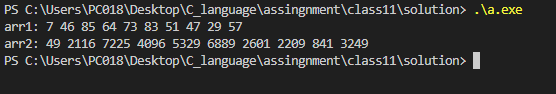 PS C:\Users\PC018\Desktop\C_language\assingnment\class11\solution> .\a.exe
arr1: 7 46 85 64 73 83 51 47 29 57
arr2: 49 2116 7225 4096 5329 6889 2601 2209 841 3249
PS C:\Users\PC018\Desktop\C_language\assingnment\class11\solution>